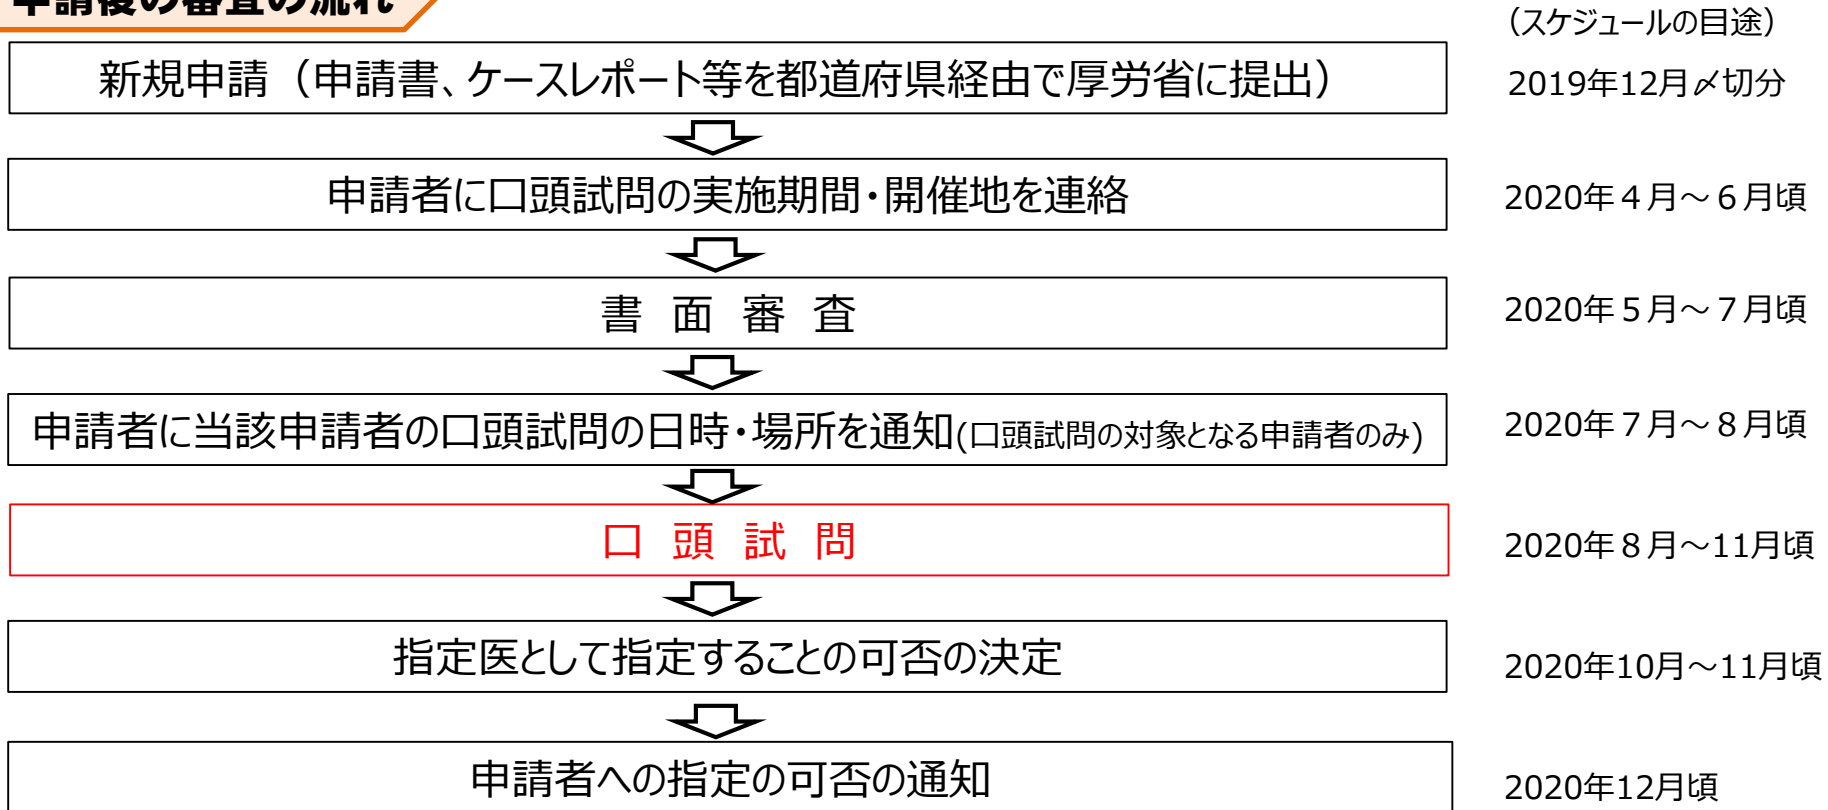 申請後の審査の流れ
（スケジュールの目途）
新規申請（申請書、ケースレポート等を都道府県経由で厚労省に提出）
2019年12月〆切分
申請者に口頭試問の実施期間・開催地を連絡
2020年４月～６月頃
書　面　審　査
2020年５月～７月頃
申請者に当該申請者の口頭試問の日時・場所を通知(口頭試問の対象となる申請者のみ)
2020年７月～８月頃
口　頭　試　問
2020年８月～11月頃
指定医として指定することの可否の決定
2020年10月～11月頃
申請者への指定の可否の通知
2020年12月頃